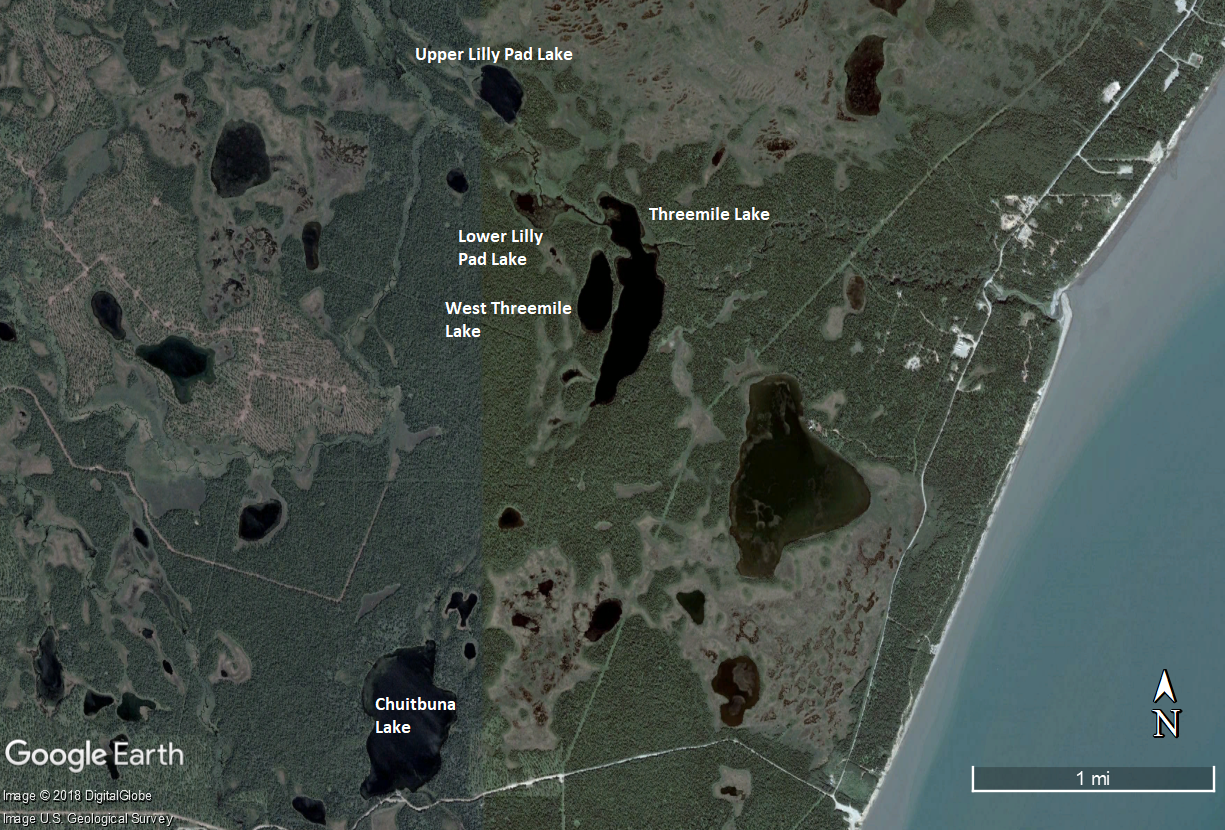 Upper Lilly Pad Lake
Threemile Lake
Lower Lilly
Pad Lake
West Threemile
Lake
Chuitbuna
Lake
N
Google Earth
1 mi
Image © 2018 DigitalGlobe
Image U.S. Geological Survey